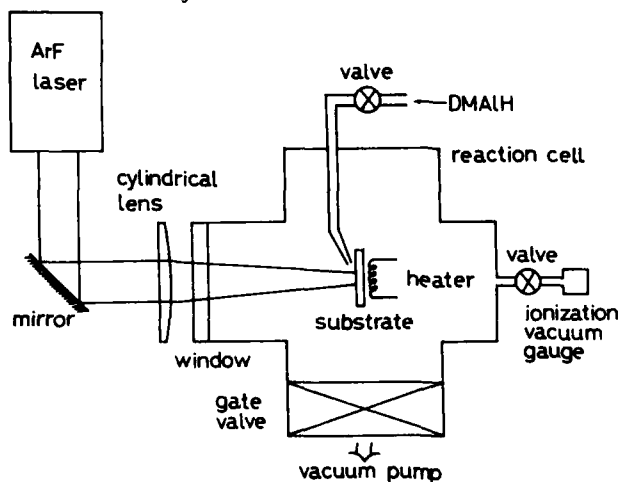 ArF
laser
valve
DMAlH
reaction cell
cylindrical
lens
valve
heater
mirror
substrate
ionization
vacuum
gauge
window
gate
valve
vacuum pump